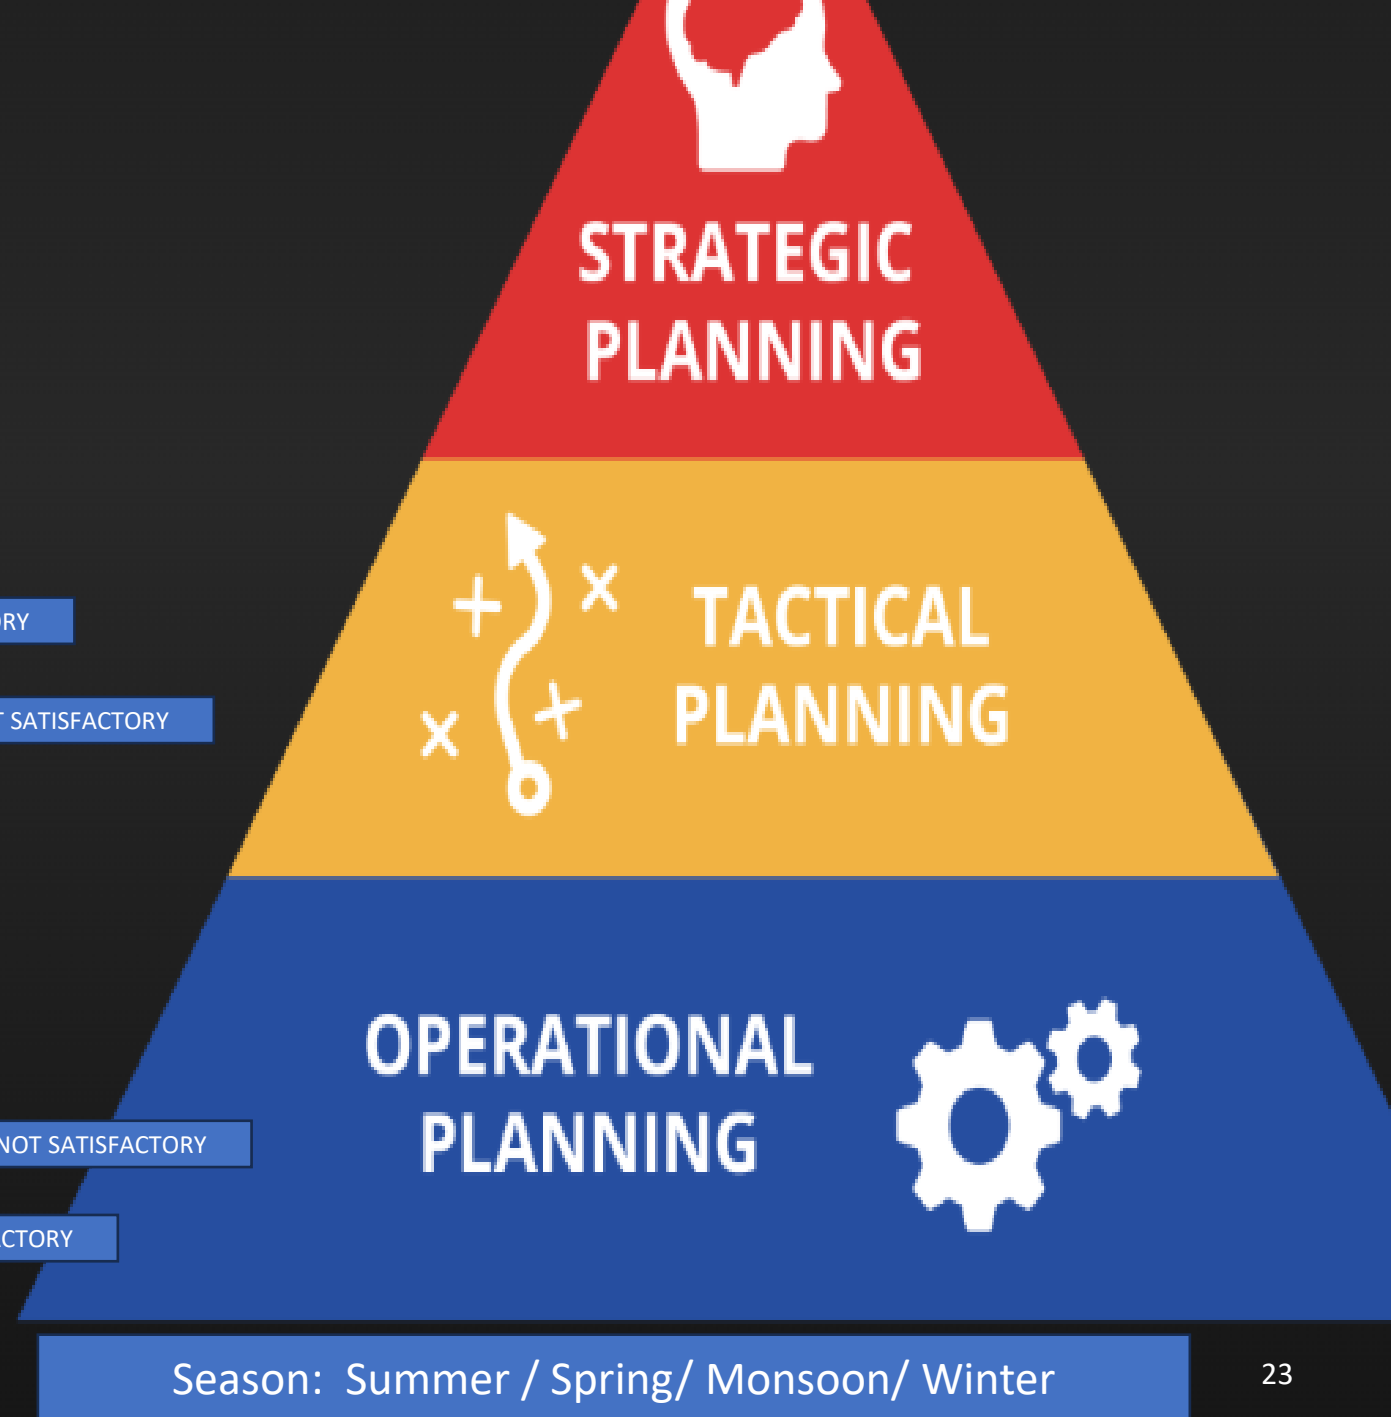 STRATEGIC
PLANNING
TACTICAL
PLANNING
SATISFACTORY
OPERATIONAL
PLANNING
NOT SATISFACTORY
Season: Summer / Spring/ Monsoon/ Winter
23